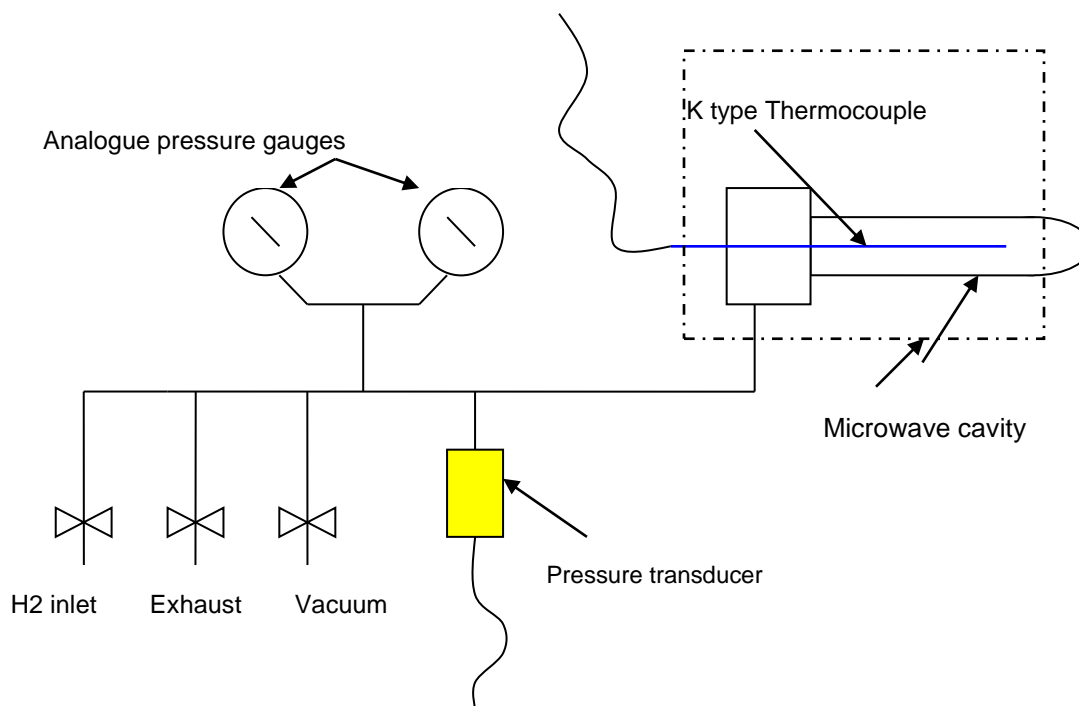 K type Thermocouple
Analogue pressure gauges
Microwave cavity
Pressure transducer
H2 inlet
Exhaust
Vacuum